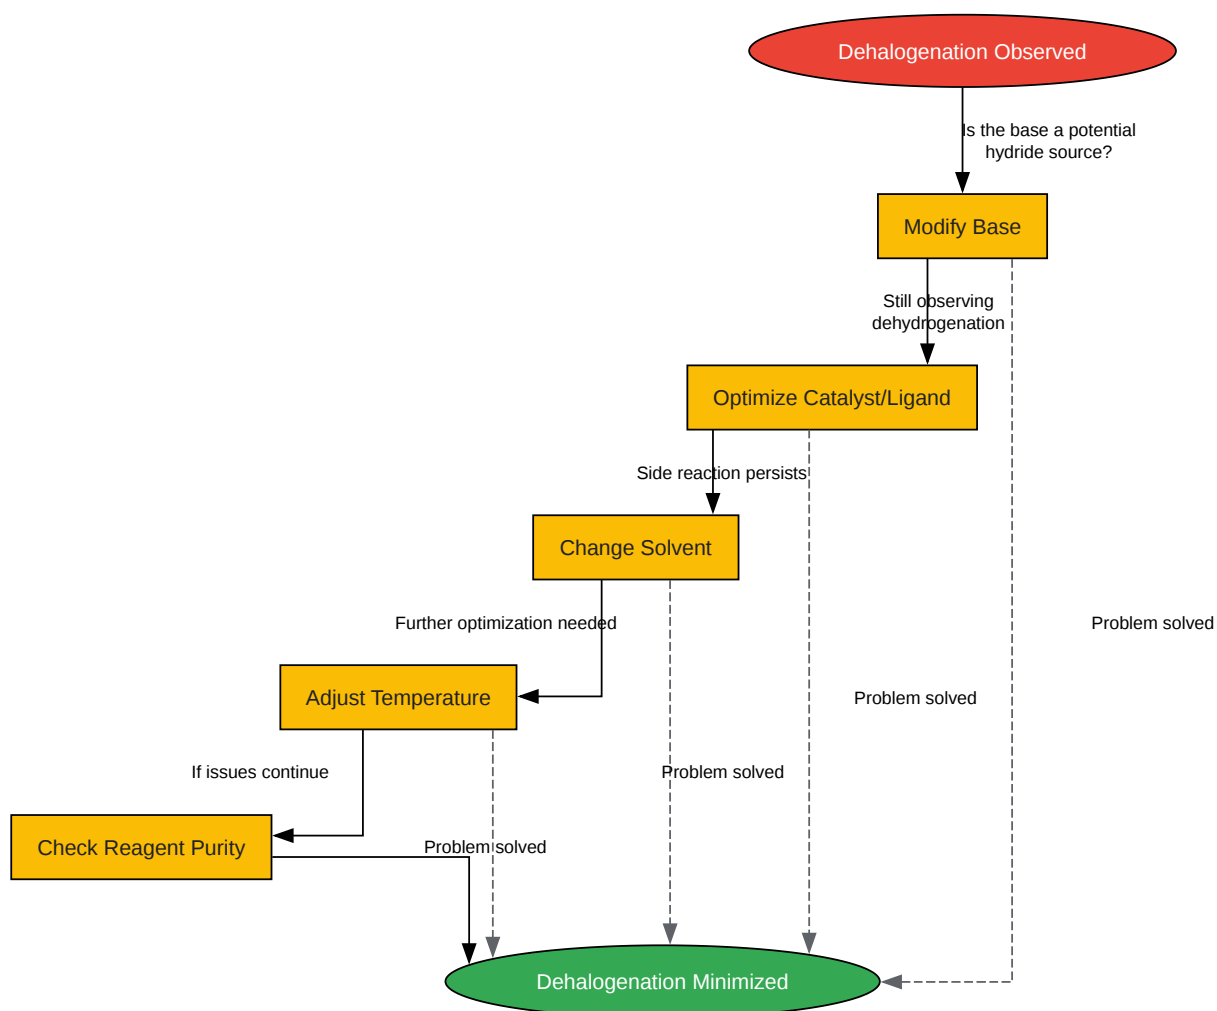 Dehalogenation Observed
Is the base a potential
hydride source?
Modify Base
Still observing
dehydrogenation
Optimize Catalyst/Ligand
Side reaction persists
Change Solvent
Further optimization needed
Problem solved
Adjust Temperature
Problem solved
If issues continue
Problem solved
Check Reagent Purity
Problem solved
Dehalogenation Minimized